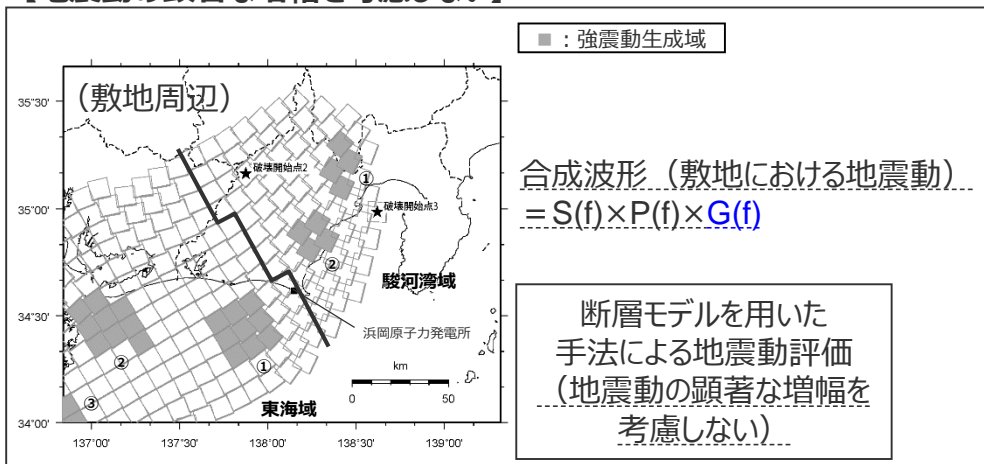 【地震動の顕著な増幅を考慮しない】
■：強震動生成域
（敷地周辺）
35°30'
35°00'
34°30'
34°00'
137°00'
137°30'
138°00'
138°30'
139°00'
★破壊開始点2
★破壊開始点3
①
②
駿河湾域
浜岡原子力発電所
km
0
50
②
①
③
東海域
合成波形（敷地における地震動）
＝S(f)×P(f)×G(f)
断層モデルを用いた
手法による地震動評価
（地震動の顕著な増幅を
考慮しない）